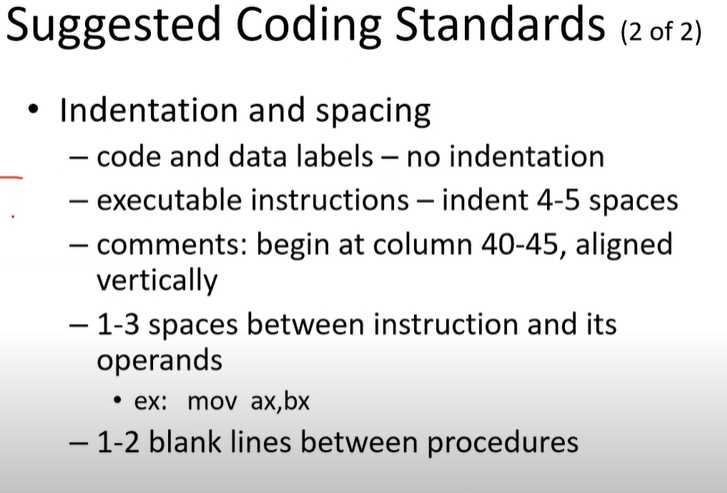 Suggested Coding Standards (2 of 2)
• Indentation and spacing
– code and data labels – no indentation
– executable instructions – indent 4-5 spaces
– comments: begin at column 40-45, aligned
vertically
– 1-3 spaces between instruction and its
operands
• ex:   mov  ax,bx
– 1-2 blank lines between procedures